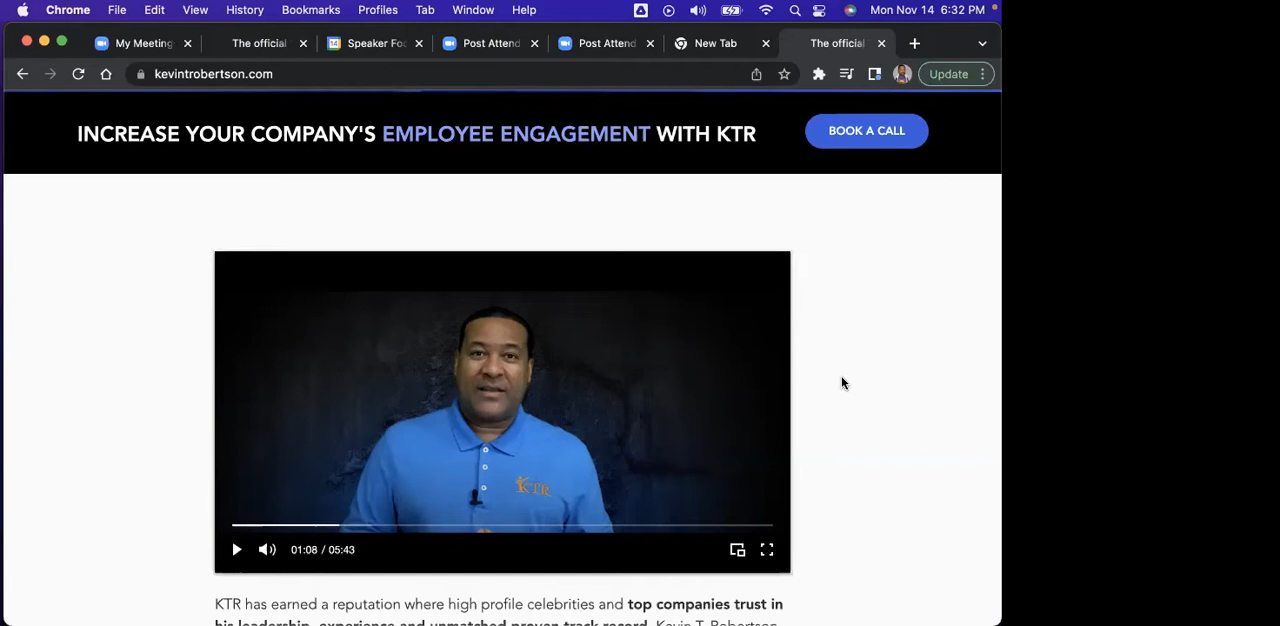 Chrome File Edit View History Bookmarks Profiles Tab Window Help Mon Nov 14 6:32 PM
My Meeting The official Speaker Fo Post Attend Post Attend New Tab The official
kevintrobertson.com Update
INCREASE YOUR COMPANY'S EMPLOYEE ENGAGEMENT WITH KTR BOOK A CALL
KTR
01:08 / 05:43
KTR has earned a reputation where high profile celebrities and top companies trust in
his leadership, experience and unmatched proven track record. Kevin T. Robertson